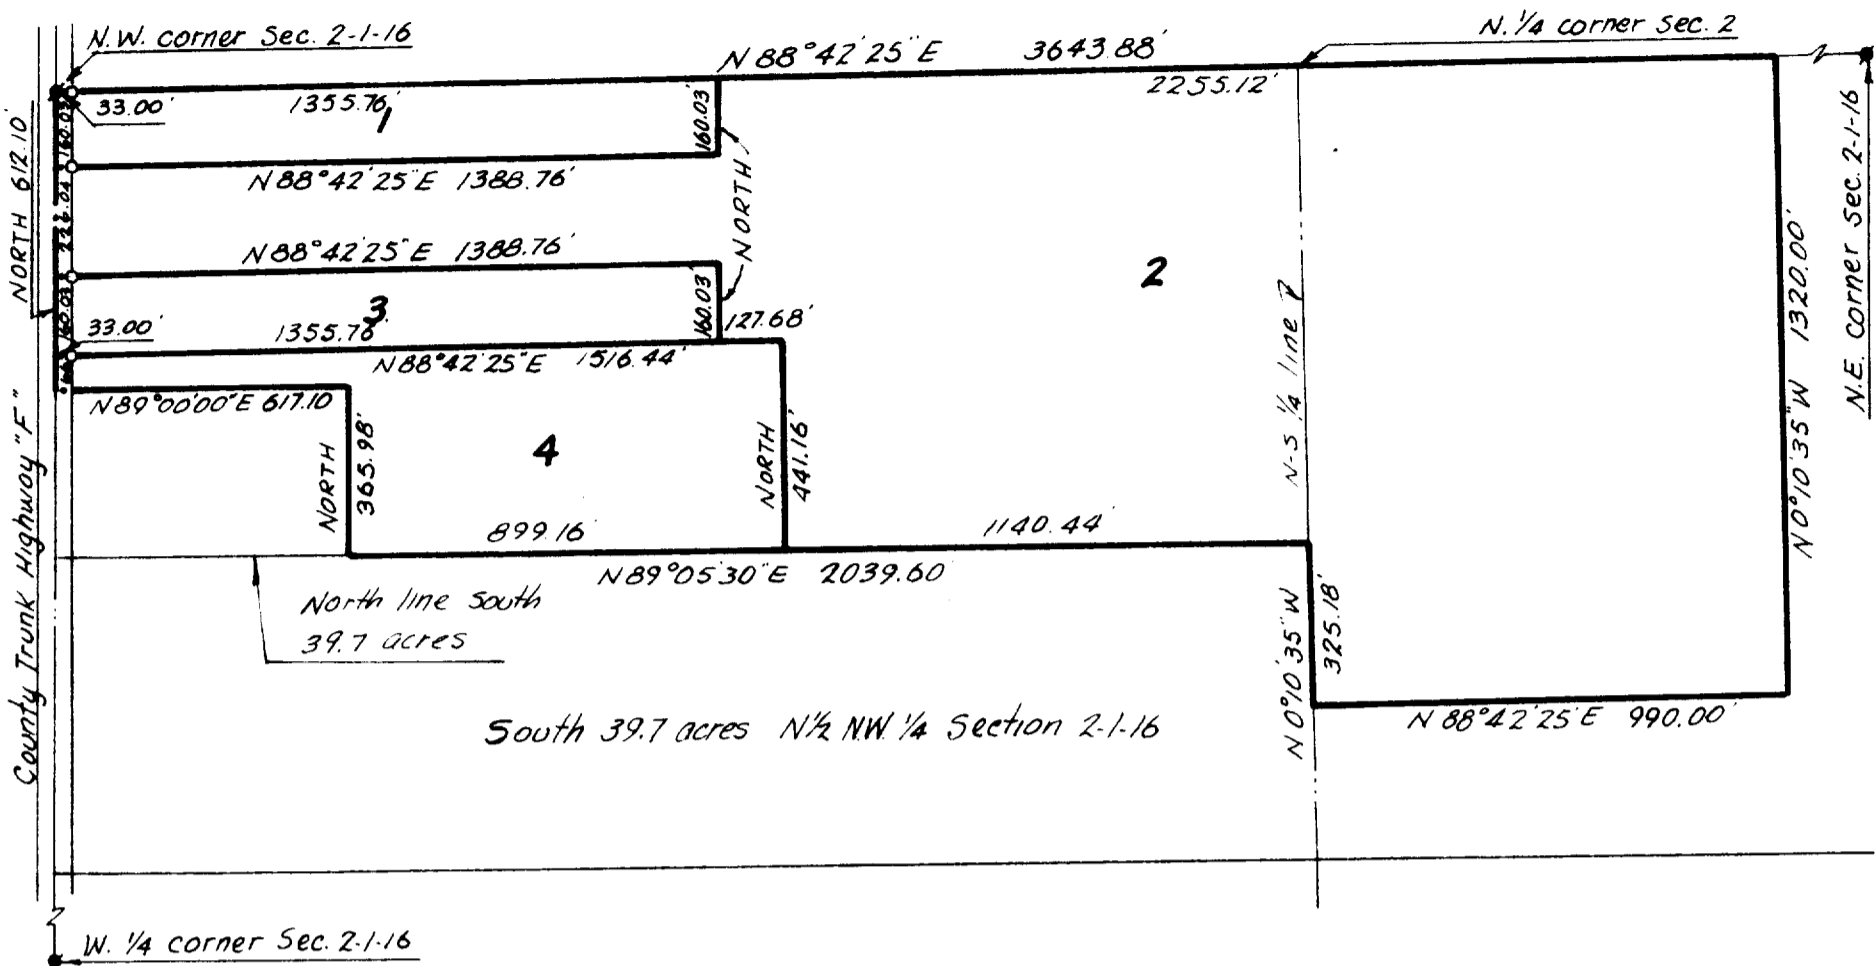 N.W. corner Sec. 2-1-16
N. 1/4 corner Sec. 2
N 88°42'25" E 3643.88'
2255.12'
33.00'
1355.76'
1
160.03'
160.03'
N 88°42'25" E 1388.76'
NORTH
NORTH 612.10'
N 88°42'25" E 1388.76'
160.03'
3
160.03'
127.68'
33.00'
1355.76'
N 88°42'25" E 1516.44'
N 89°00'00" E 617.10
2
N-S 1/4 line
N 0°10'35" W 1320.00'
N.E. Corner Sec. 2-1-16
County Trunk Highway "F"
NORTH
365.98'
4
NORTH
441.16'
899.16'
1140.44'
N 89°05'30" E 2039.60'
North line South
39.7 acres
N 0°10'35" W
325.18'
N 88°42'25" E 990.00'
South 39.7 acres N 1/2 N.W. 1/4 Section 2-1-16
W. 1/4 corner Sec. 2-1-16